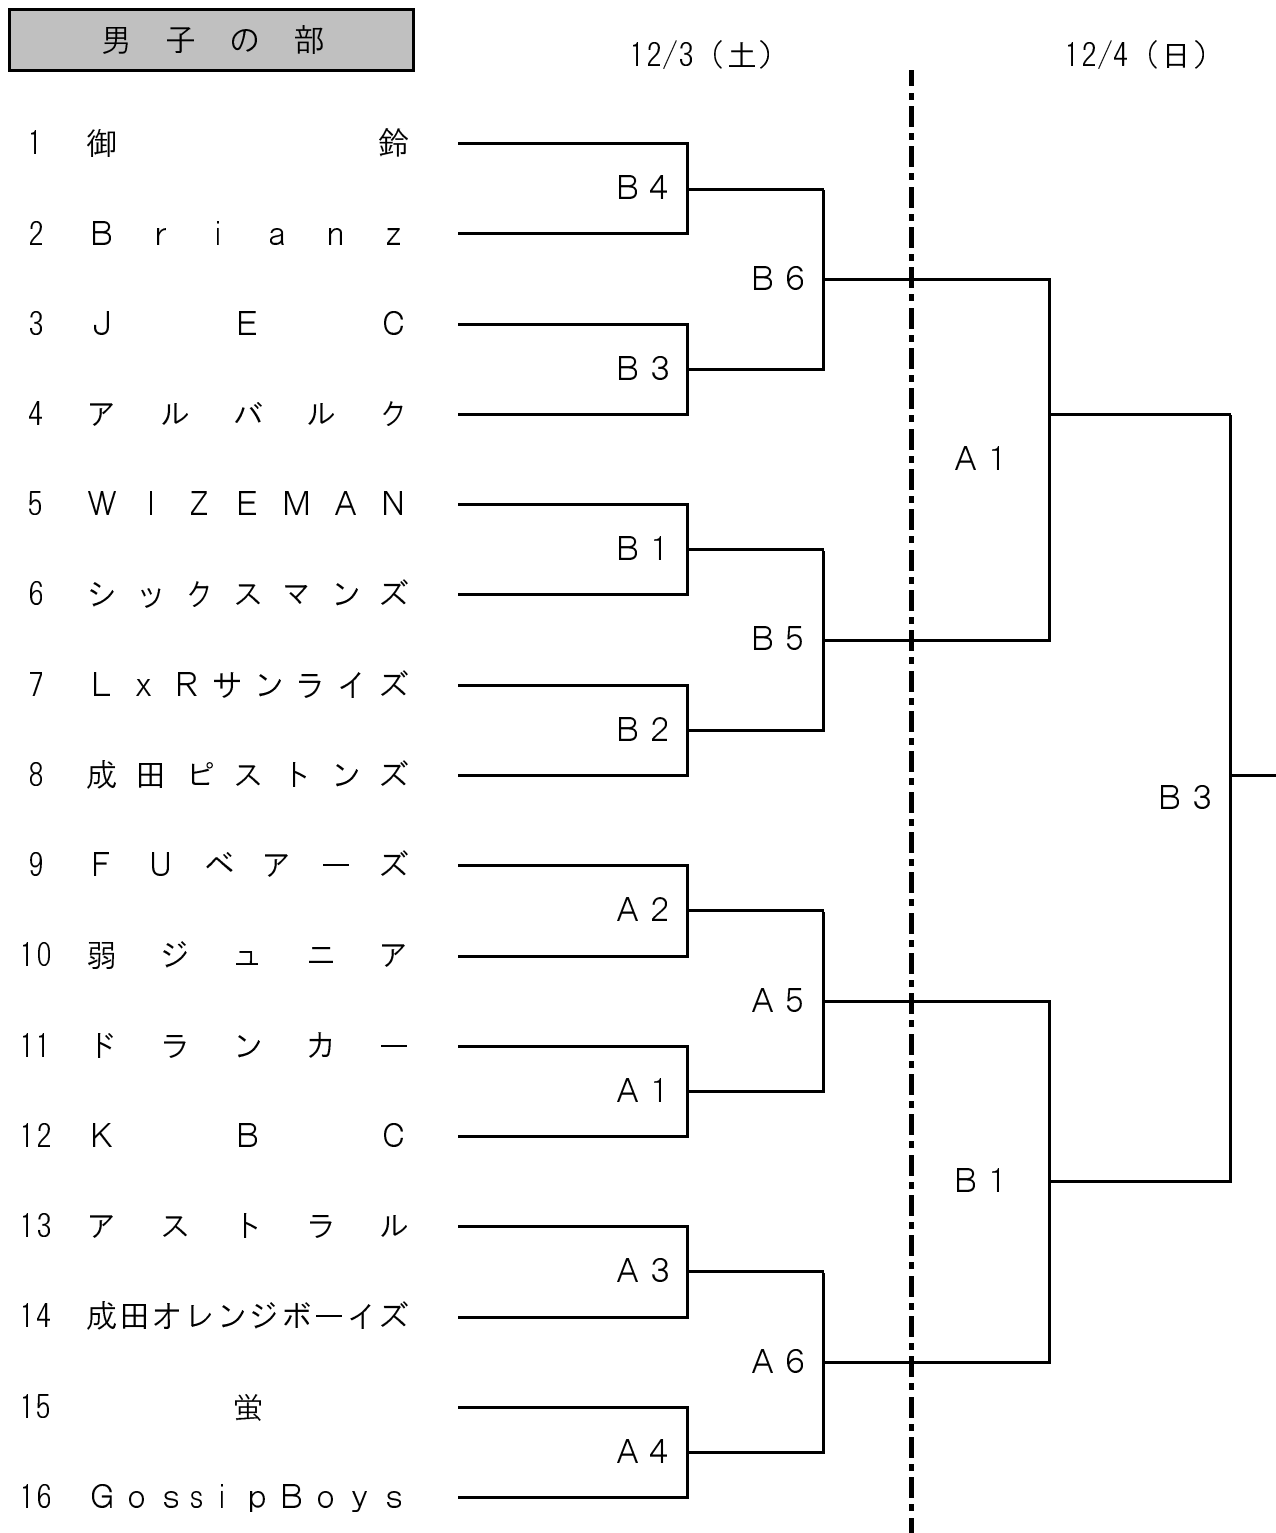 男子の部
12/3（土） 12/4（日）
1 御鈴
B4
2 Brianz
B6
3 JEC
B3
4 アルバルク
A1
5 WIZEMAN
B1
6 シックスマンズ
B5
7 LxRサンライズ
B2
8 成田ピストンズ
B3
9 FUベアーズ
A2
10 弱ジュニア
A5
11 ドランカー
A1
12 KBC
B1
13 アストラル
A3
14 成田オレンジボーイズ
A6
15 蛍
A4
16 GossipBoys